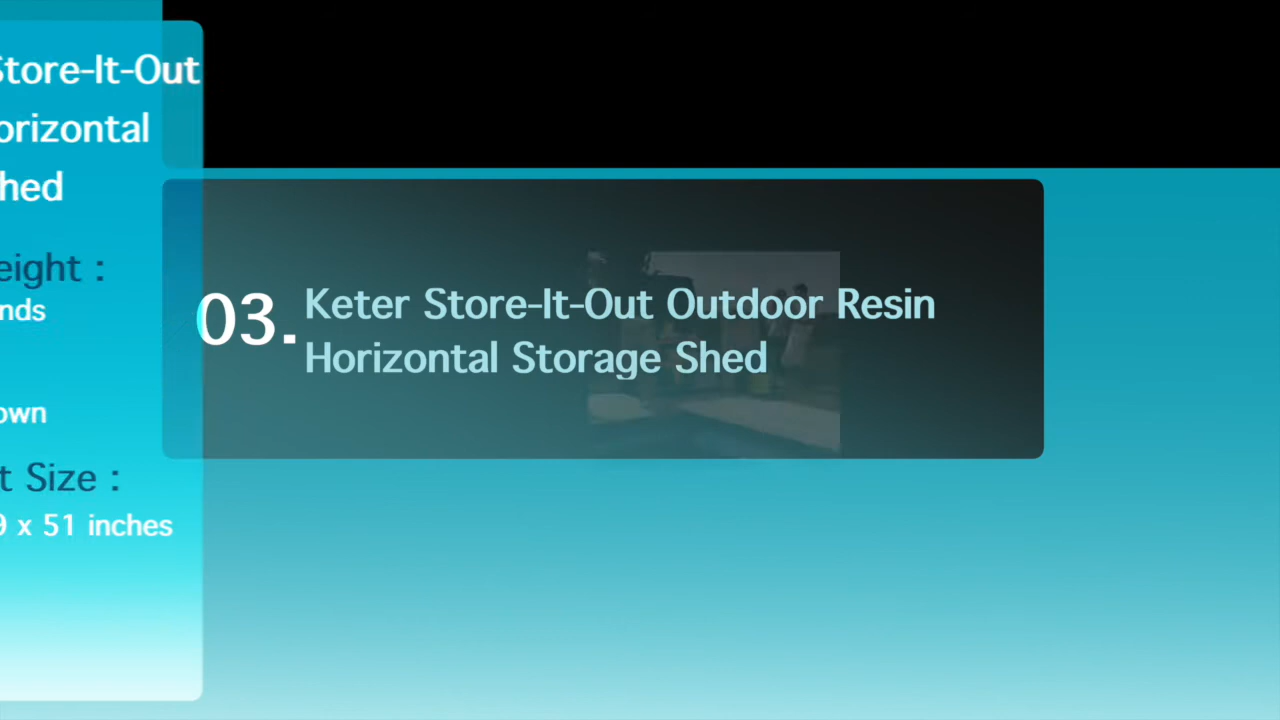 Store-It-Out
orizontal
hed
eight :
nds
own
t Size :
9 x 51 inches
03.
Keter Store-It-Out Outdoor Resin
Horizontal Storage Shed